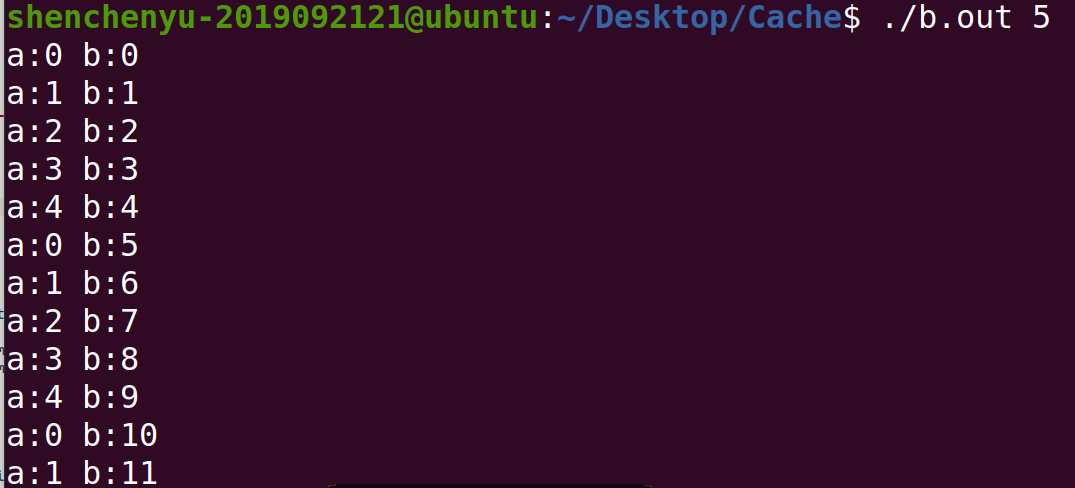 shenchenyu-2019092121@ubuntu:~/Desktop/Cache$ ./b.out 5
a:0 b:0
a:1 b:1
a:2 b:2
a:3 b:3
a:4 b:4
a:0 b:5
a:1 b:6
a:2 b:7
a:3 b:8
a:4 b:9
a:0 b:10
a:1 b:11